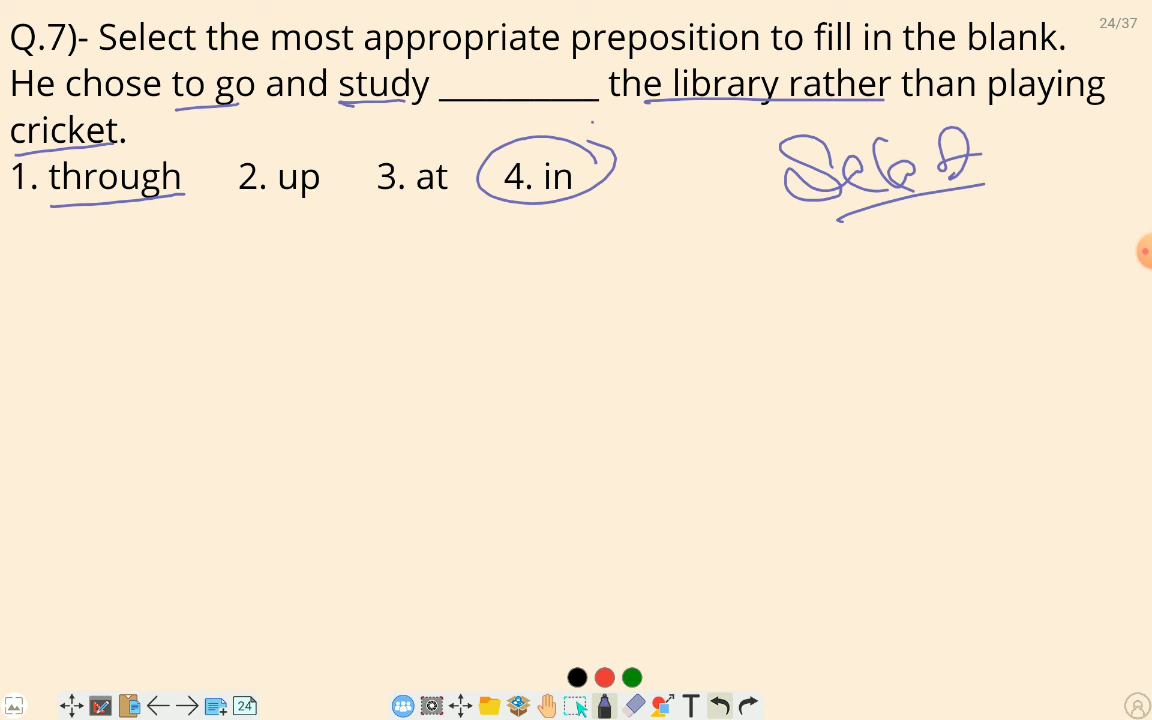 24/37
Q.7)- Select the most appropriate preposition to fill in the blank.
He chose to go and study __________ the library rather than playing
cricket.
1. through 2. up 3. at 4. in
24